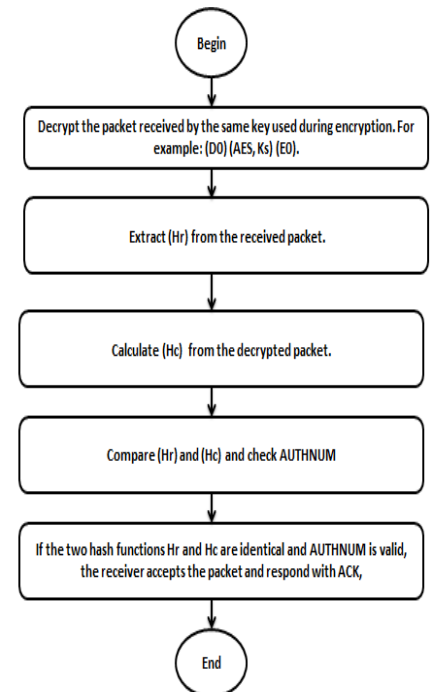 Begin
Decrypt the packet received by the same key used during encryption. For
example: (D0) (AES, Ks) (E0).
Extract (Hr) from the received packet.
Calculate (Hc) from the decrypted packet.
Compare (Hr) and (Hc) and check AUTHNUM
If the two hash functions Hr and Hc are identical and AUTHNUM is valid,
the receiver accepts the packet and respond with ACK,
End